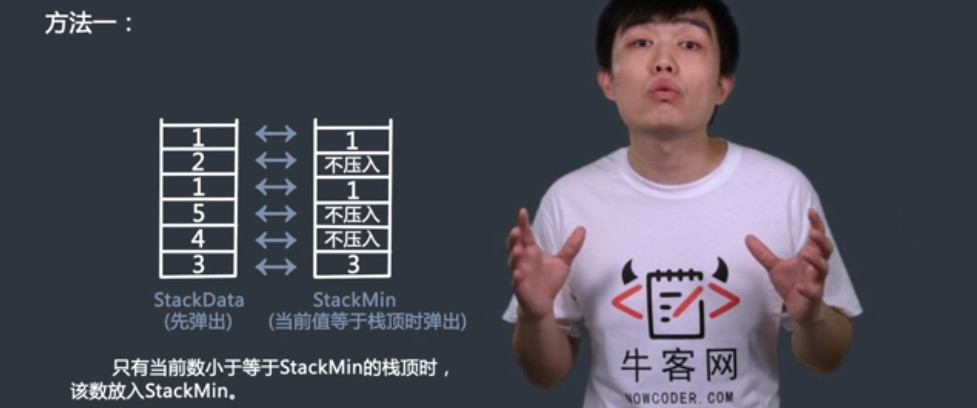 方法一：
1 1
2 不压入
1 1
5 不压入
4 不压入
3 3
StackData StackMin
(先弹出) (当前值等于栈顶时弹出)
只有当前数小于等于StackMin的栈顶时，
该数放入StackMin。
牛客网
NOWCODER.COM